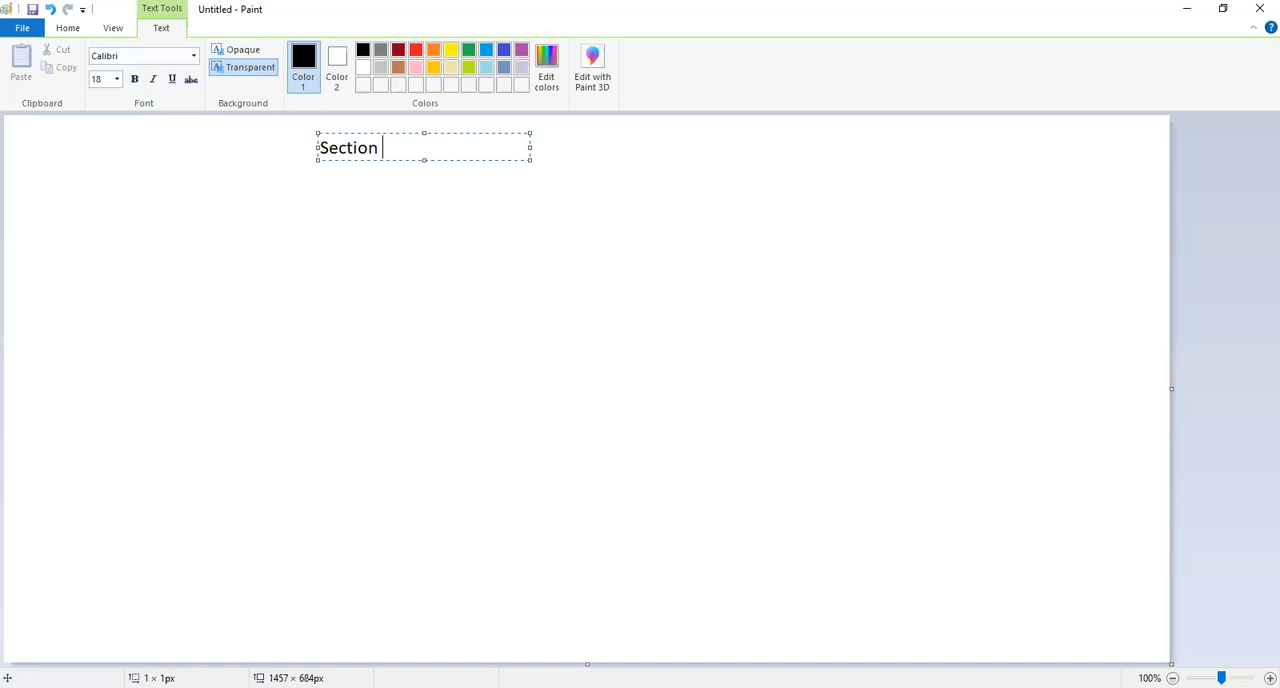 Text Tools
Untitled - Paint
File
Home
View
Text
Paste
Cut
Copy
Clipboard
Calibri
18
B I U abc
Font
Opaque
Transparent
Background
Color 1
Color 2
Edit colors
Colors
Edit with Paint 3D
Section
1 × 1px
1457 × 684px
100%